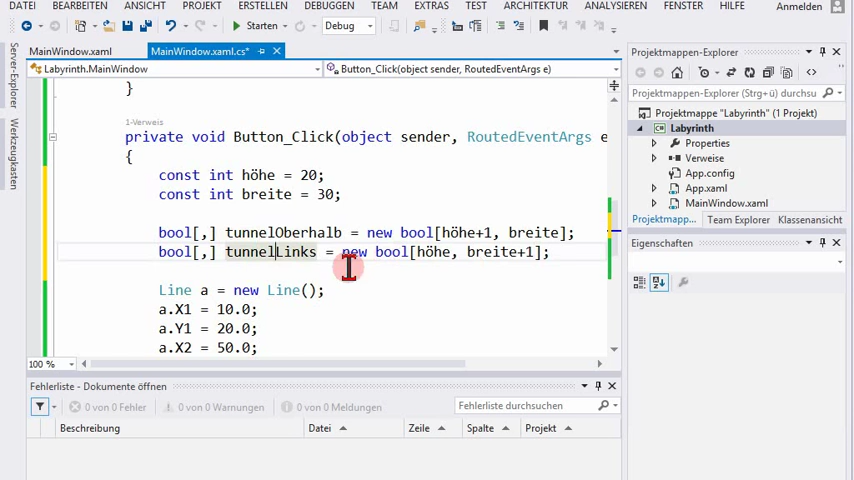 DATEI BEARBEITEN ANSICHT PROJEKT ERSTELLEN DEBUGGEN TEAM EXTRAS TEST ARCHITEKTUR ANALYSIEREN FENSTER HILFE Anmelden
Starten Debug
MainWindow.xaml MainWindow.xaml.cs*
Labyrinth.MainWindow Button_Click(object sender, RoutedEventArgs e)
}
1-Verweis
private void Button_Click(object sender, RoutedEventArgs e
{
const int höhe = 20;
const int breite = 30;
bool[,] tunnelOberhalb = new bool[höhe+1, breite];
bool[,] tunnelLinks = new bool[höhe, breite+1];
Line a = new Line();
a.X1 = 10.0;
a.Y1 = 20.0;
a.X2 = 50.0;
100 %
Fehlerliste - Dokumente öffnen
0 von 0 Fehler 0 von 0 Warnungen 0 von 0 Meldungen Fehlerliste durchsuchen
Beschreibung Datei Zeile Spalte Projekt
Server-Explorer
Werkzeugkasten
Projektmappen-Explorer
Projektmappen-Explorer (Strg+ü) durchsu
Projektmappe "Labyrinth" (1 Projekt)
C# Labyrinth
Properties
Verweise
App.config
App.xaml
MainWindow.xaml
Projektmapp... Team Explorer Klassenansicht
Eigenschaften